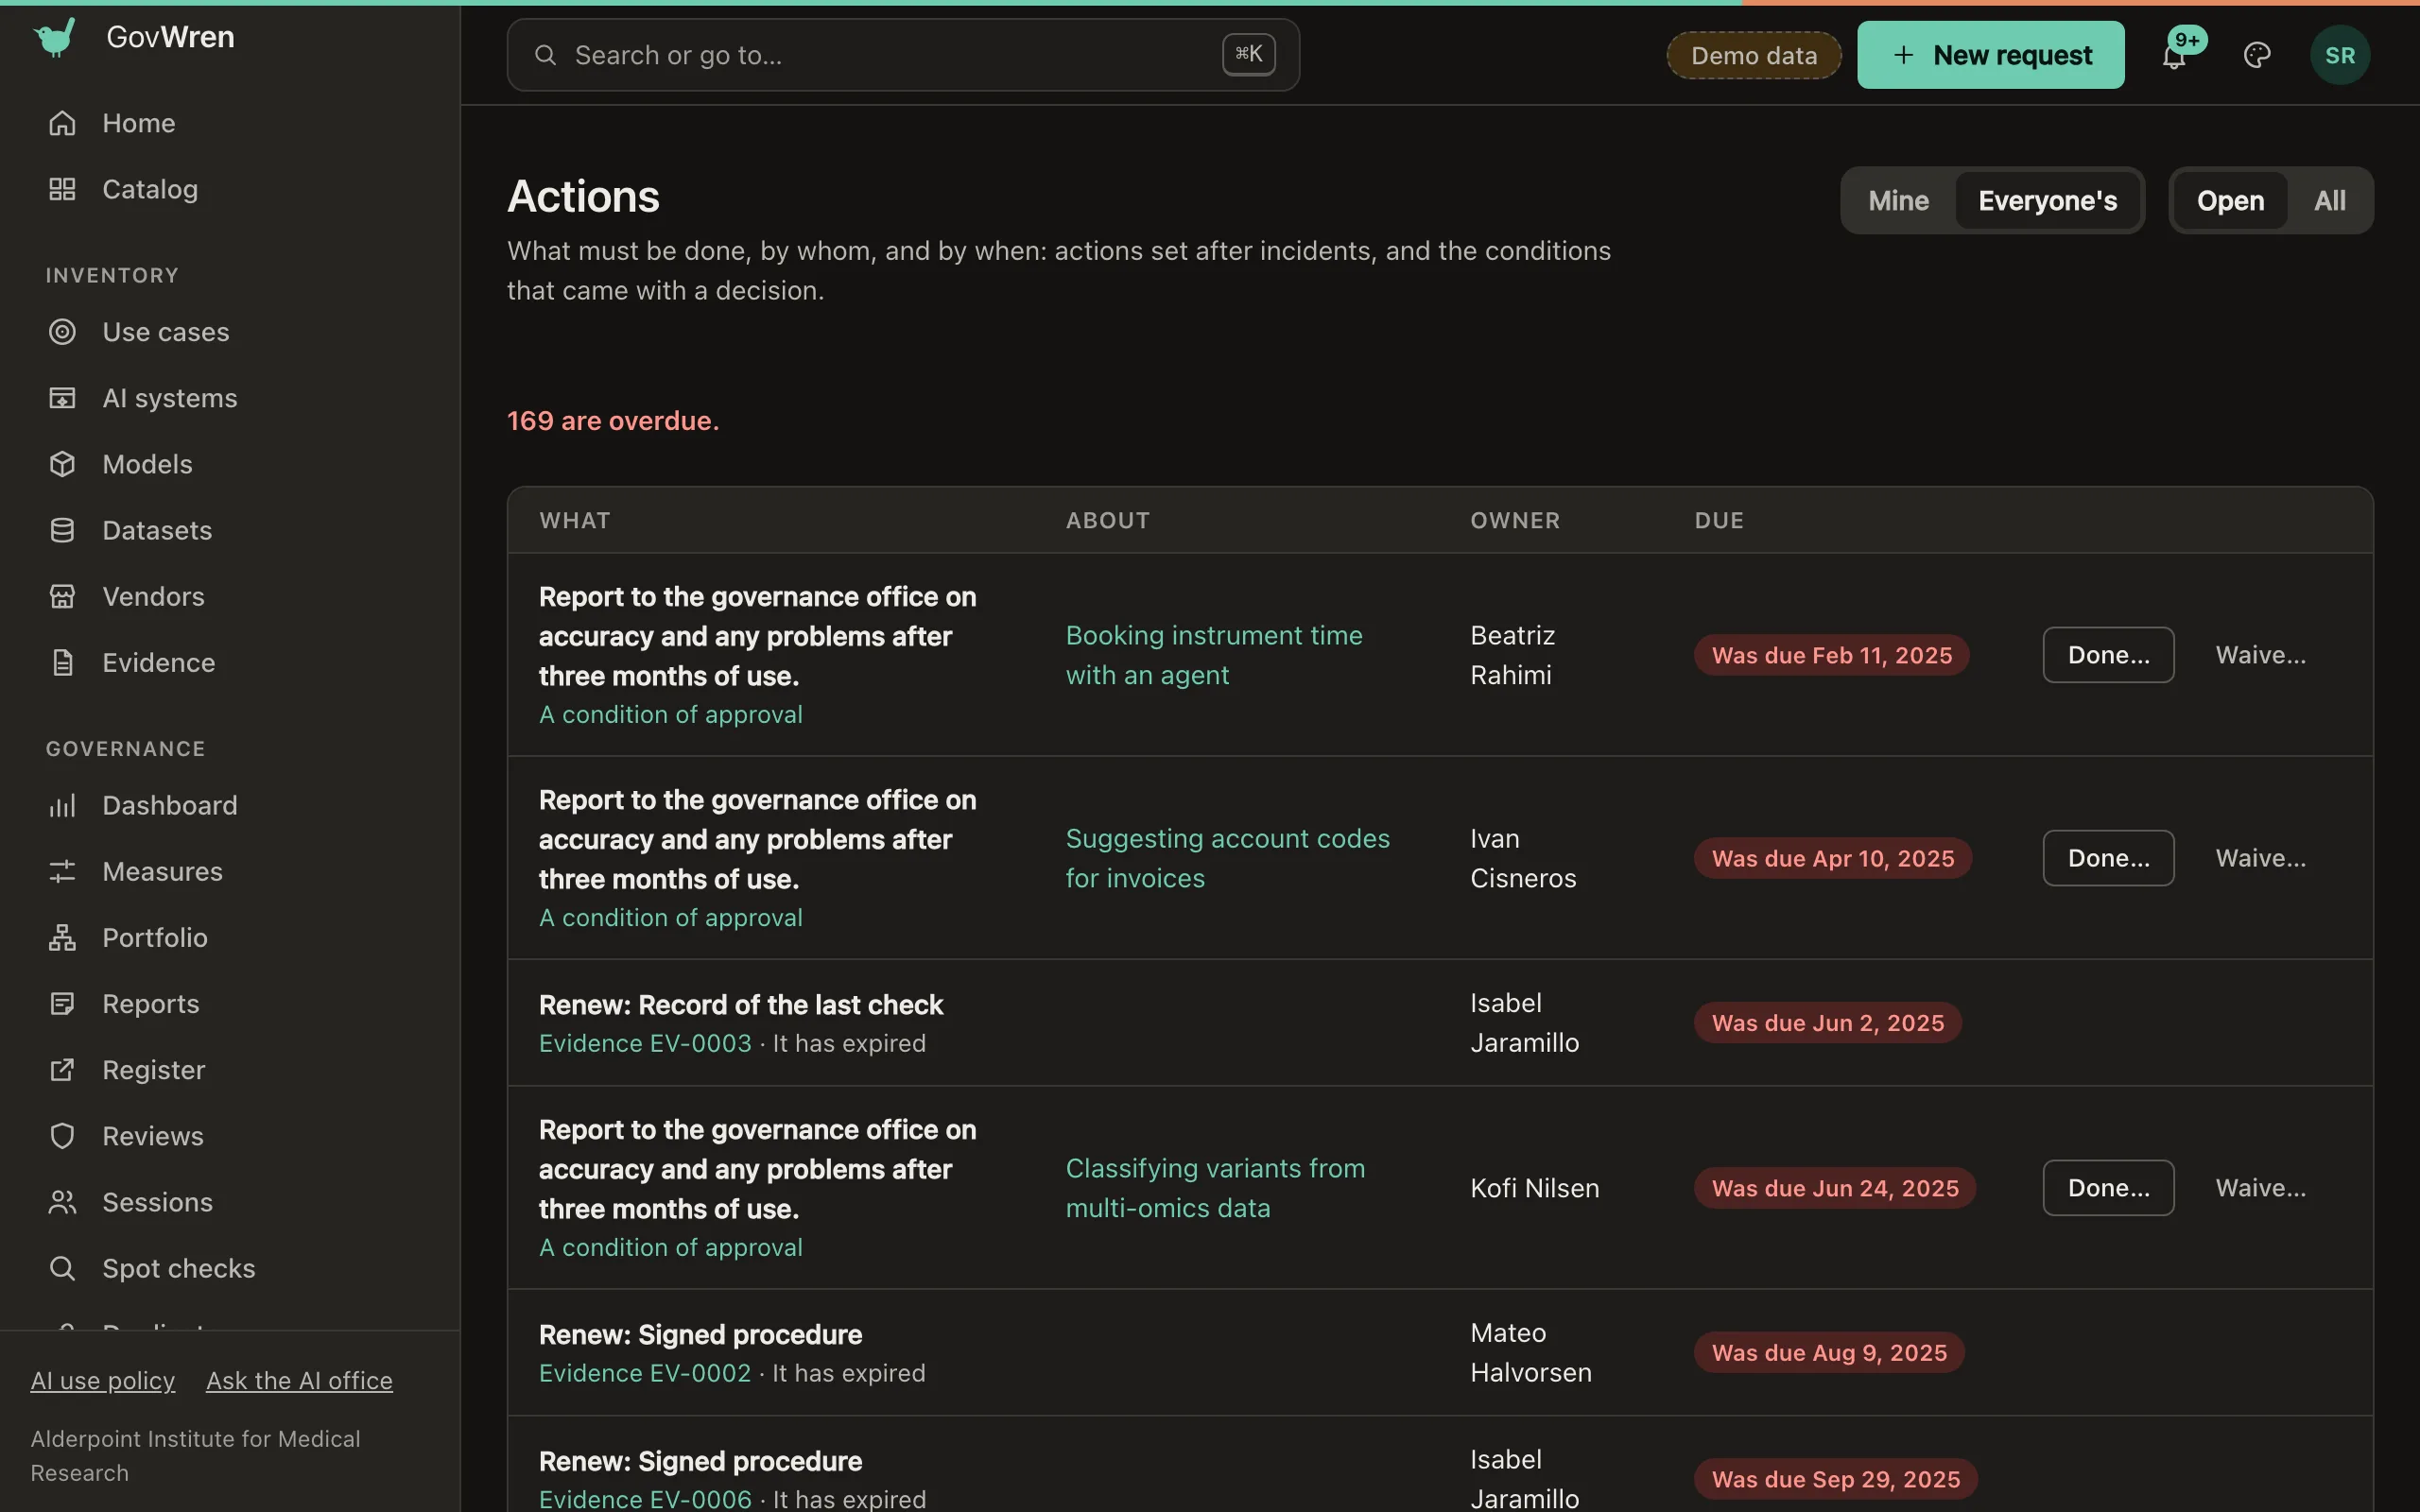 GovWren
Search or go to...
⌘K
Demo data
+ New request
9+
SR
Home
Catalog
INVENTORY
Use cases
AI systems
Models
Datasets
Vendors
Evidence
GOVERNANCE
Dashboard
Measures
Portfolio
Reports
Register
Reviews
Sessions
Spot checks
AI use policy
Ask the AI office
Alderpoint Institute for Medical
Research
Actions
What must be done, by whom, and by when: actions set after incidents, and the conditions
that came with a decision.
Mine
Everyone's
Open
All
169 are overdue.
WHAT
ABOUT
OWNER
DUE
Report to the governance office on
accuracy and any problems after
three months of use.
A condition of approval
Booking instrument time
with an agent
Beatriz
Rahimi
Was due Feb 11, 2025
Done...
Waive...
Report to the governance office on
accuracy and any problems after
three months of use.
A condition of approval
Suggesting account codes
for invoices
Ivan
Cisneros
Was due Apr 10, 2025
Done...
Waive...
Renew: Record of the last check
Evidence EV-0003 · It has expired
Isabel
Jaramillo
Was due Jun 2, 2025
Report to the governance office on
accuracy and any problems after
three months of use.
A condition of approval
Classifying variants from
multi-omics data
Kofi Nilsen
Was due Jun 24, 2025
Done...
Waive...
Renew: Signed procedure
Evidence EV-0002 · It has expired
Mateo
Halvorsen
Was due Aug 9, 2025
Renew: Signed procedure
Evidence EV-0006 · It has expired
Isabel
Jaramillo
Was due Sep 29, 2025